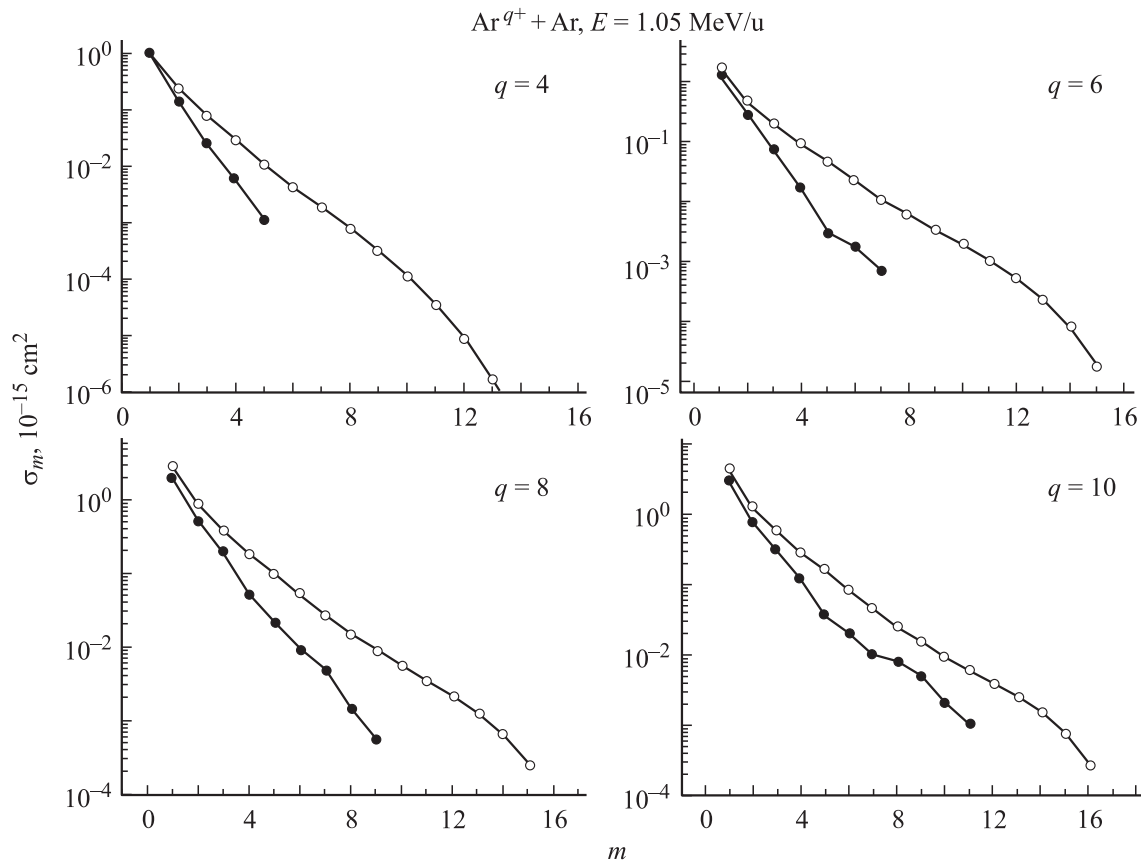 Ar^{q+} + Ar, E = 1.05 MeV/u
q = 4
10^0
10^{–2}
10^{–4}
10^{–6}
0 4 8 12 16
q = 6
10^{–1}
10^{–3}
10^{–5}
0 4 8 12 16
σ_m, 10^{–15} cm^2
q = 8
10^0
10^{–2}
10^{–4}
0 4 8 12 16
q = 10
10^0
10^{–2}
10^{–4}
0 4 8 12 16
m